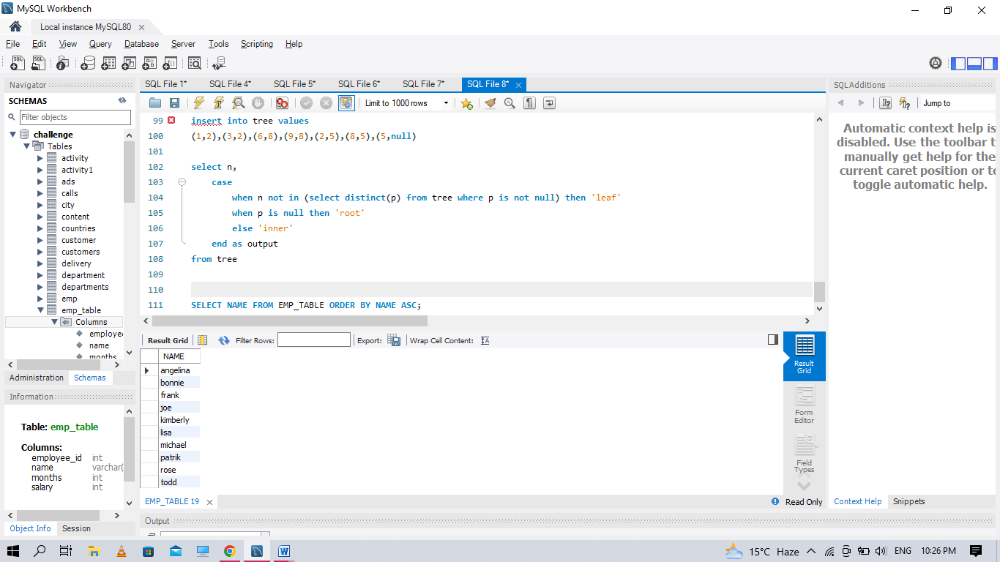 MySQL Workbench
Local instance MySQL80
File Edit View Query Database Server Tools Scripting Help
Navigator
SCHEMAS
Filter objects
challenge
Tables
activity
activity1
ads
calls
city
content
countries
customer
customers
delivery
department
departments
emp
emp_table
Columns
employee
name
months
Administration Schemas
Information
Table: emp_table
Columns:
employee_id int
name varchar(
months int
salary int
Object Info Session
SQL File 1* SQL File 4* SQL File 5* SQL File 6* SQL File 7* SQL File 8*
Limit to 1000 rows
99 insert into tree values
100 (1,2),(3,2),(6,8),(9,8),(2,5),(8,5),(5,null)
101
102 select n,
103 case
104 when n not in (select distinct(p) from tree where p is not null) then 'leaf'
105 when p is null then 'root'
106 else 'inner'
107 end as output
108 from tree
109
110
111 SELECT NAME FROM EMP_TABLE ORDER BY NAME ASC;
Result Grid Filter Rows: Export: Wrap Cell Content:
NAME
angelina
bonnie
frank
joe
kimberly
lisa
michael
patrik
rose
todd
Result
Grid
Form
Editor
Field
Types
EMP_TABLE 19
Read Only
Output
SQLAdditions
Jump to
Automatic context help is
disabled. Use the toolbar t
manually get help for the
current caret position or to
toggle automatic help.
Context Help Snippets
15°C Haze ENG 10:26 PM